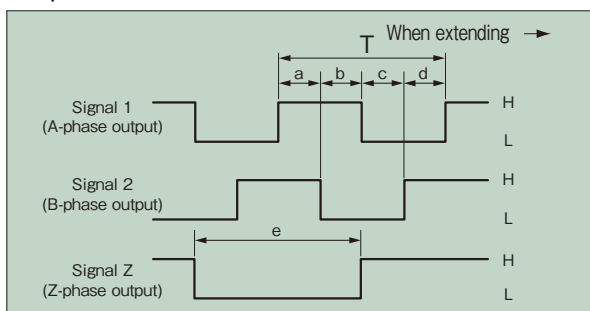 When extending
T
a b c d
Signal 1
(A-phase output)
H
L
Signal 2
(B-phase output)
H
L
e
Signal Z
(Z-phase output)
H
L